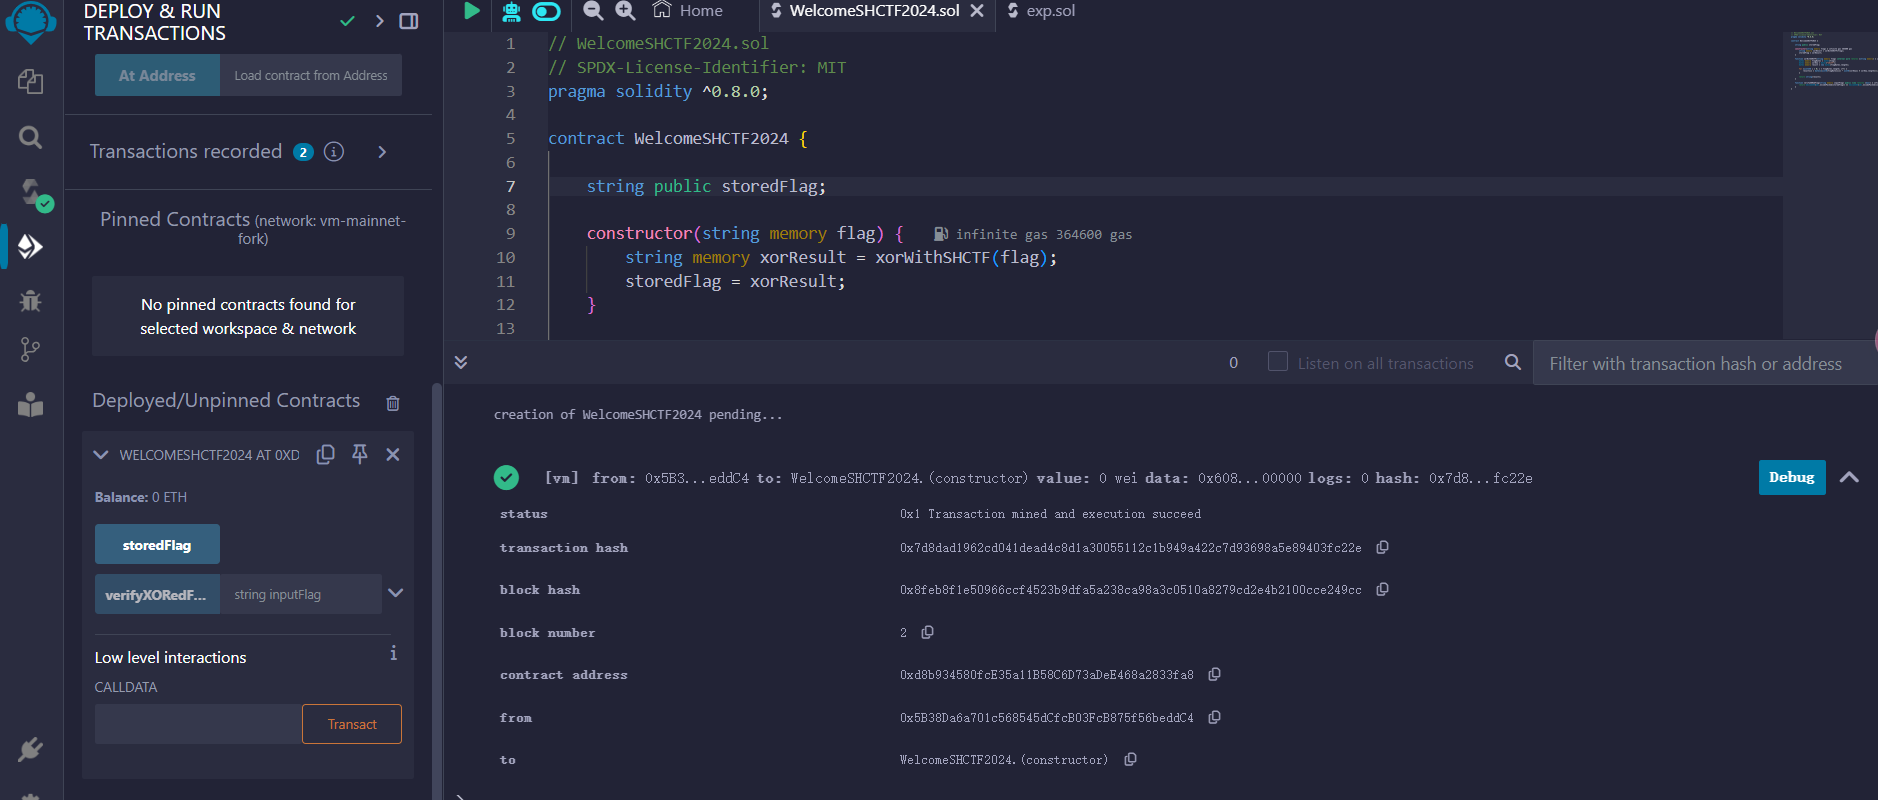 DEPLOY & RUN
TRANSACTIONS
At Address
Load contract from Address
Transactions recorded 2
Pinned Contracts (network: vm-mainnet-
fork)
No pinned contracts found for
selected workspace & network
Deployed/Unpinned Contracts
WELCOMESHCTF2024 AT 0XD
Balance: 0 ETH
storedFlag
verifyXORedF...
string inputFlag
Low level interactions
CALLDATA
Transact
Home
WelcomeSHCTF2024.sol
exp.sol
1 // WelcomeSHCTF2024.sol
2 // SPDX-License-Identifier: MIT
3 pragma solidity ^0.8.0;
4
5 contract WelcomeSHCTF2024 {
6
7 string public storedFlag;
8
9 constructor(string memory flag) { infinite gas 364600 gas
10 string memory xorResult = xorWithSHCTF(flag);
11 storedFlag = xorResult;
12 }
13
0
Listen on all transactions
Filter with transaction hash or address
creation of WelcomeSHCTF2024 pending...
[vm] from: 0x5B3...eddC4 to: WelcomeSHCTF2024.(constructor) value: 0 wei data: 0x608...00000 logs: 0 hash: 0x7d8...fc22e
Debug
status 0x1 Transaction mined and execution succeed
transaction hash 0x7d8dad1962cd041dead4c8d1a30055112c1b949a422c7d93698a5e89403fc22e
block hash 0x8feb8f1e50966ccf4523b9dfa5a238ca98a3c0510a8279cd2e4b2100cce249cc
block number 2
contract address 0xd8b934580fcE35a11B58C6D73aDeE468a2833fa8
from 0x5B38Da6a701c568545dCfcB03FcB875f56beddC4
to WelcomeSHCTF2024.(constructor)